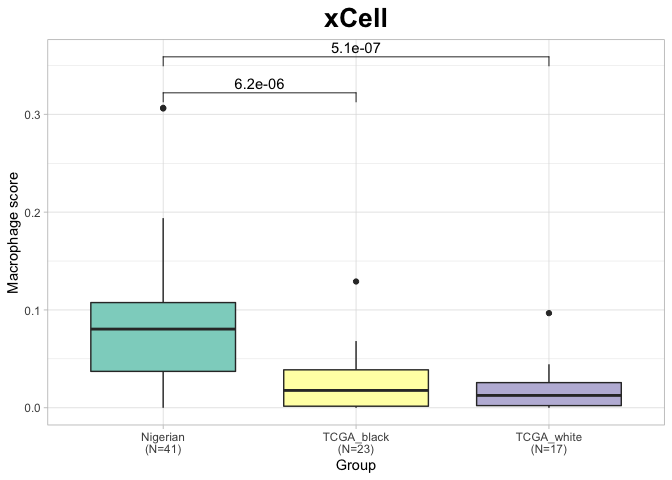 xCell
5.1e-07
6.2e-06
0.3
0.2
0.1
0.0
Macrophage score
Nigerian
(N=41)
TCGA_black
(N=23)
TCGA_white
(N=17)
Group